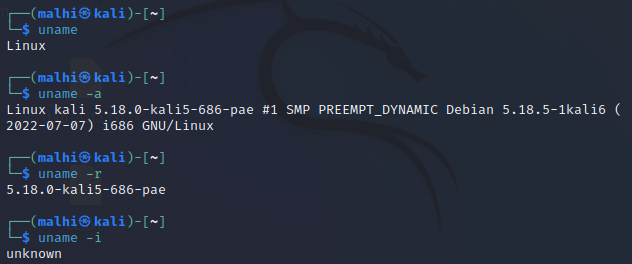 ┌──(malhi㉿kali)-[~]
└─$ uname
Linux
┌──(malhi㉿kali)-[~]
└─$ uname -a
Linux kali 5.18.0-kali5-686-pae #1 SMP PREEMPT_DYNAMIC Debian 5.18.5-1kali6 (
2022-07-07) i686 GNU/Linux
┌──(malhi㉿kali)-[~]
└─$ uname -r
5.18.0-kali5-686-pae
┌──(malhi㉿kali)-[~]
└─$ uname -i
unknown